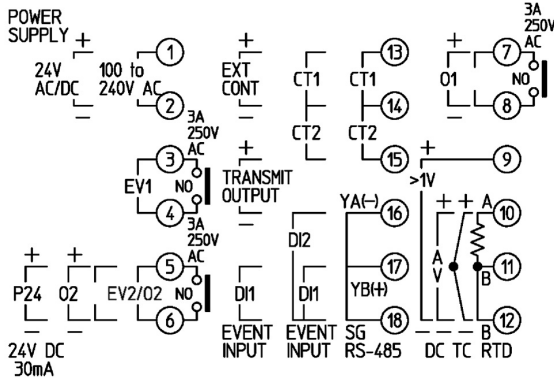 POWER
SUPPLY
24V
AC/DC
+
−
100 to
240V AC
1
2
EXT
CONT
+
−
CT1
CT2
CT1
CT2
13
14
15
+
−
O1
7
8
NO
3A
250V
AC
3A
250V
AC
EV1
3
4
NO
TRANSMIT
OUTPUT
+
−
+
>1V
9
3A
250V
AC
P24
+
−
24V DC
30mA
O2
+
−
EV2/O2
5
6
NO
DI1
EVENT
INPUT
DI2
DI1
EVENT
INPUT
YA(−)
YB(+)
SG
RS-485
16
17
18
+
+
A
V
A
B
B
10
11
12
−
−
−
DC TC RTD